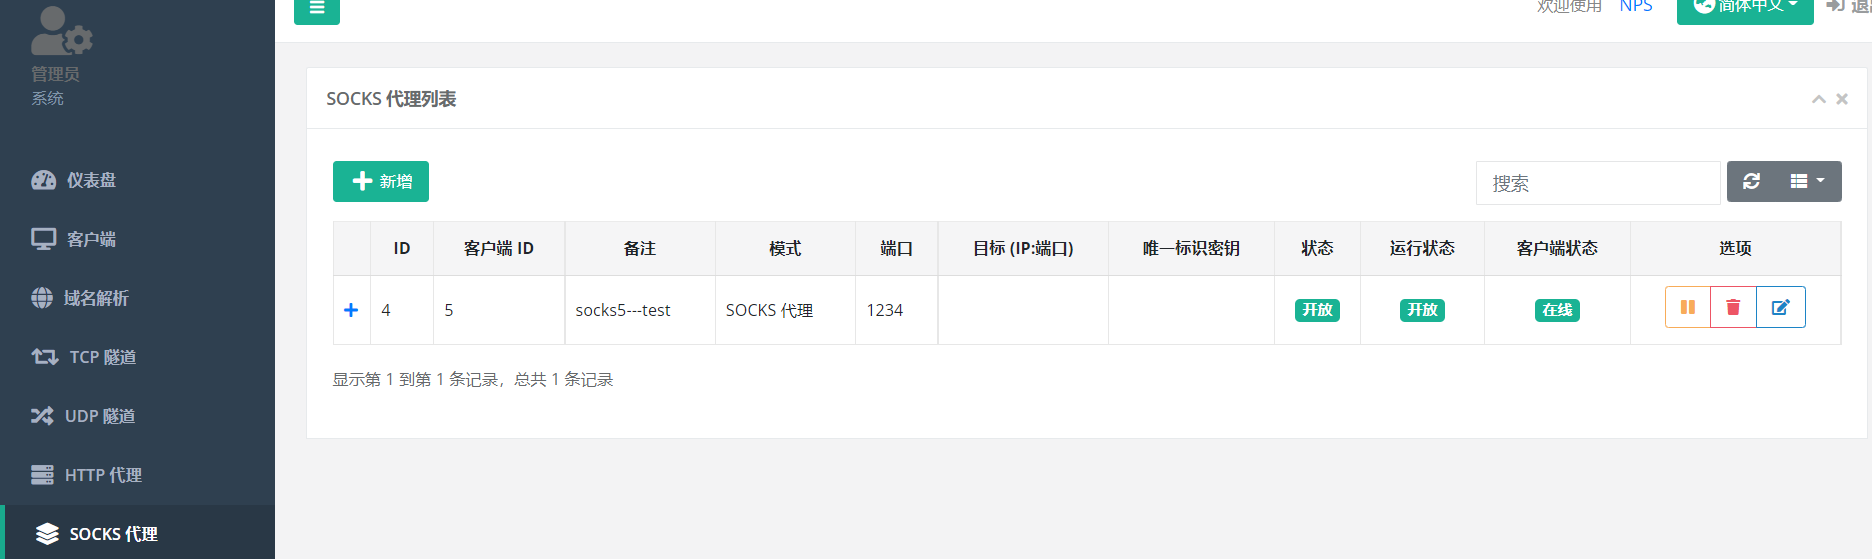 欢迎使用 NPS 简体中文
管理员
系统
仪表盘
客户端
域名解析
TCP 隧道
UDP 隧道
HTTP 代理
SOCKS 代理
SOCKS 代理列表
新增
搜索
ID 客户端 ID 备注 模式 端口 目标 (IP:端口) 唯一标识密钥 状态 运行状态 客户端状态 选项
4 5 socks5---test SOCKS 代理 1234 开放 开放 在线
显示第 1 到第 1 条记录，总共 1 条记录